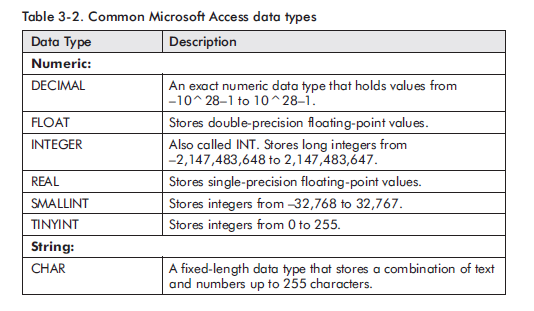 Table 3-2. Common Microsoft Access data types
Data Type Description
Numeric:
DECIMAL An exact numeric data type that holds values from
–10^28–1 to 10^28–1.
FLOAT Stores double-precision floating-point values.
INTEGER Also called INT. Stores long integers from
–2,147,483,648 to 2,147,483,647.
REAL Stores single-precision floating-point values.
SMALLINT Stores integers from –32,768 to 32,767.
TINYINT Stores integers from 0 to 255.
String:
CHAR A fixed-length data type that stores a combination of text
and numbers up to 255 characters.